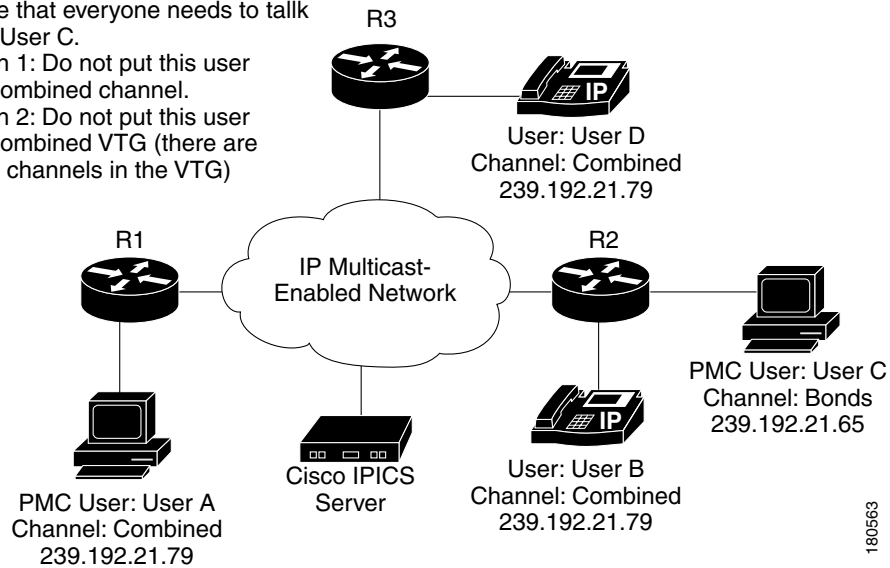 e that everyone needs to tallk
User C.
n 1: Do not put this user
ombined channel.
n 2: Do not put this user
ombined VTG (there are
channels in the VTG)
R3
IP
User: User D
Channel: Combined
239.192.21.79
R1
IP Multicast-
Enabled Network
R2
PMC User: User C
Channel: Bonds
239.192.21.65
IP
User: User B
Channel: Combined
239.192.21.79
Cisco IPICS
Server
PMC User: User A
Channel: Combined
239.192.21.79
180563